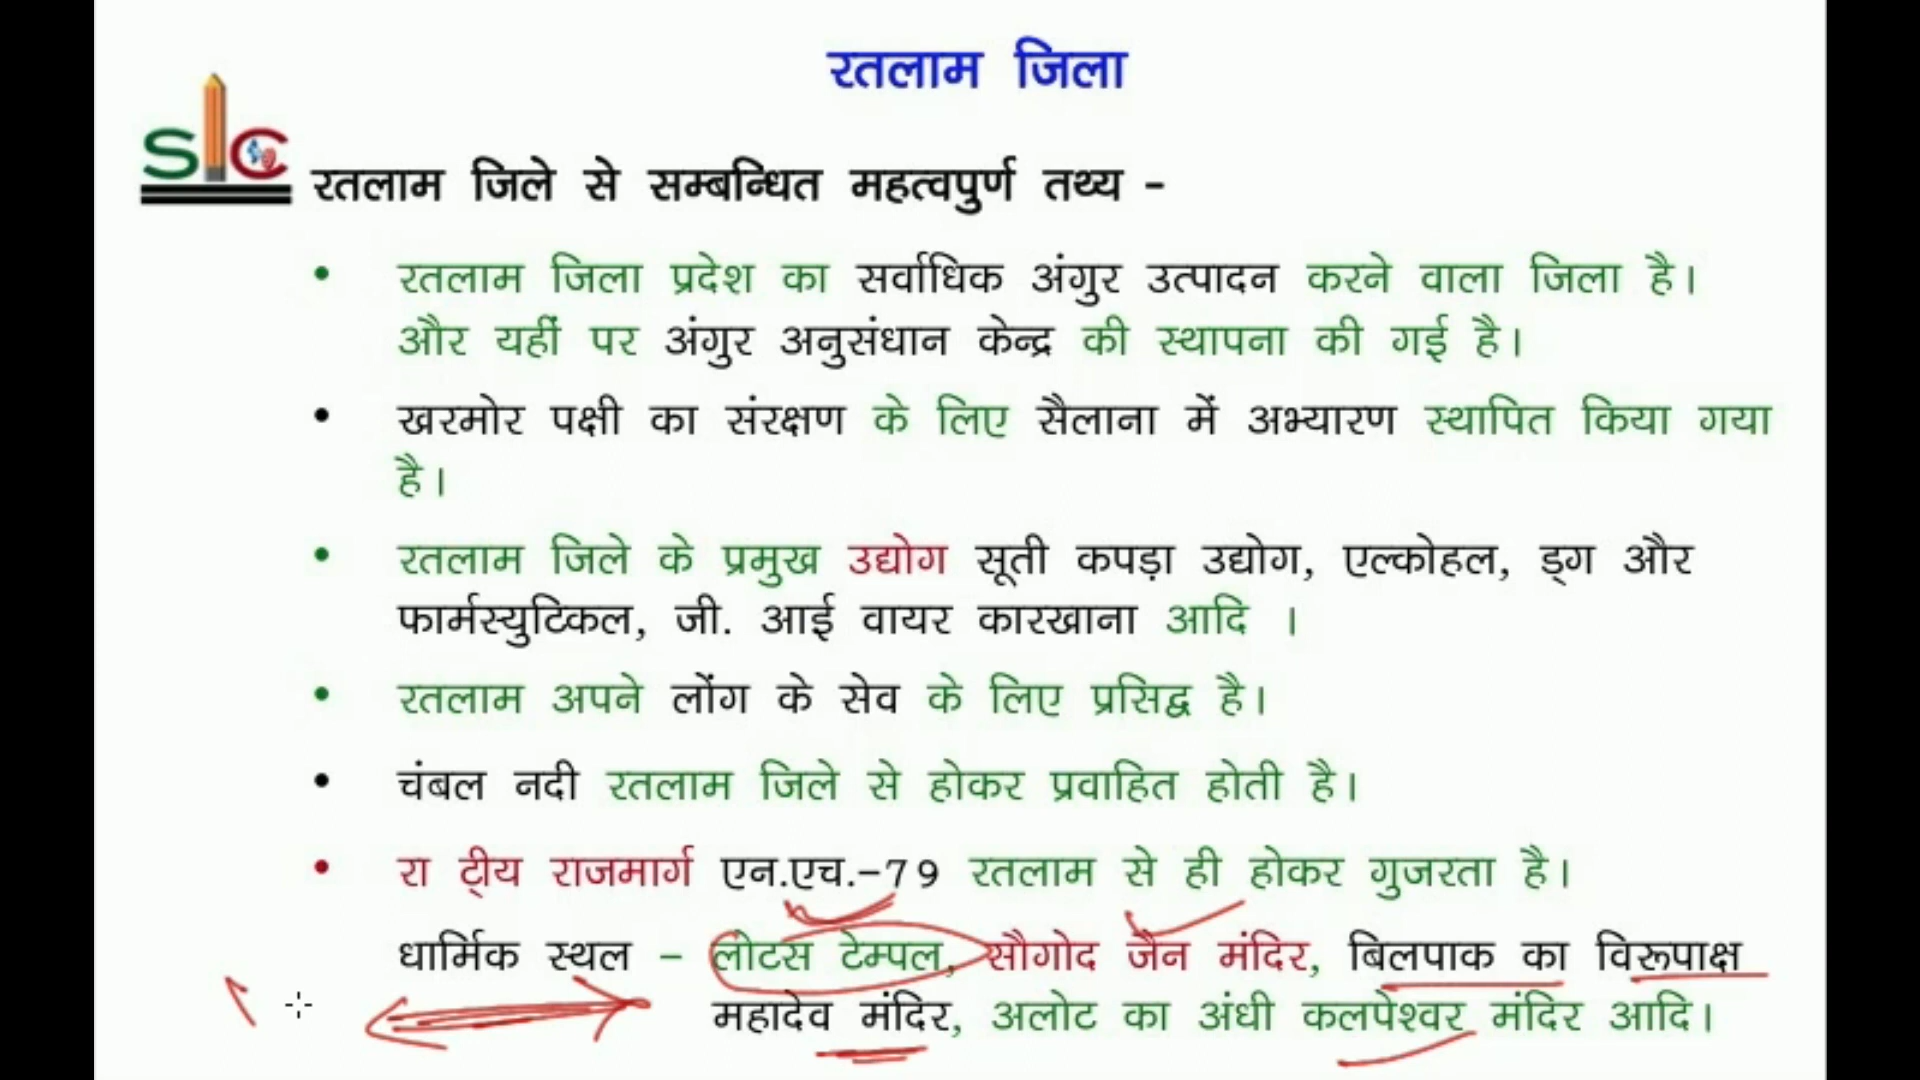 रतलाम जिला
SIC
रतलाम जिले से सम्बन्धित महत्वपुर्ण तथ्य -
• रतलाम जिला प्रदेश का सर्वाधिक अंगुर उत्पादन करने वाला जिला है।
और यहीं पर अंगुर अनुसंधान केन्द्र की स्थापना की गई है।
• खरमोर पक्षी का संरक्षण के लिए सैलाना में अभ्यारण स्थापित किया गया
है।
• रतलाम जिले के प्रमुख उद्योग सूती कपड़ा उद्योग, एल्कोहल, ड्ग और
फार्मस्युटिकल, जी. आई वायर कारखाना आदि ।
• रतलाम अपने लोंग के सेव के लिए प्रसिद्व है।
• चंबल नदी रतलाम जिले से होकर प्रवाहित होती है।
• रा ट्रीय राजमार्ग एन.एच.-79 रतलाम से ही होकर गुजरता है।
धार्मिक स्थल - लोटस टेम्पल, सौगोद जैन मंदिर, बिलपाक का विरूपाक्ष
महादेव मंदिर, अलोट का अंधी कलपेश्वर मंदिर आदि।